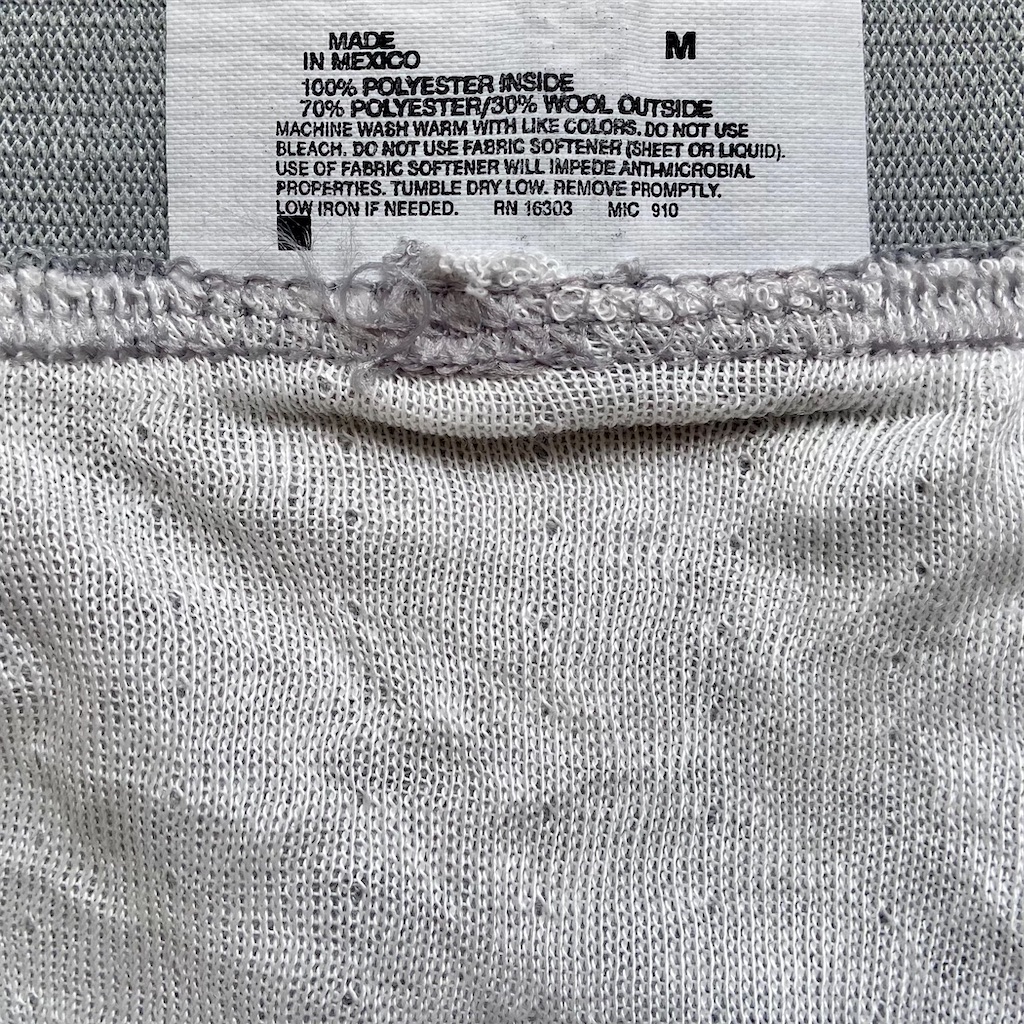 MADE
IN MEXICO
M
100% POLYESTER INSIDE
70% POLYESTER/30% WOOL OUTSIDE
MACHINE WASH WARM WITH LIKE COLORS. DO NOT USE
BLEACH. DO NOT USE FABRIC SOFTENER (SHEET OR LIQUID).
USE OF FABRIC SOFTENER WILL IMPEDE ANTI-MICROBIAL
PROPERTIES. TUMBLE DRY LOW. REMOVE PROMPTLY.
LOW IRON IF NEEDED. RN 16303 MIC 910